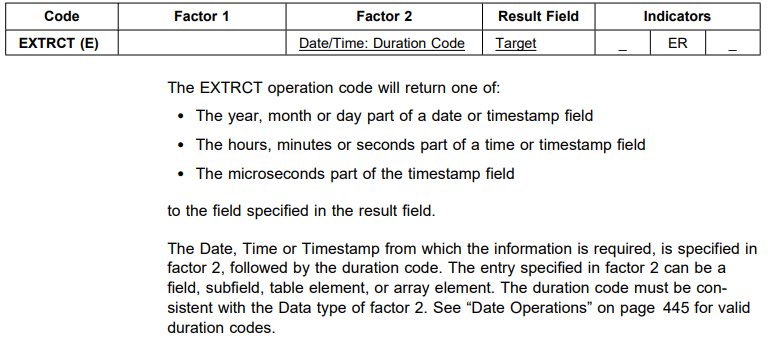 Code Factor 1 Factor 2 Result Field Indicators
EXTRCT (E) Date/Time: Duration Code Target _ ER _
The EXTRCT operation code will return one of:
• The year, month or day part of a date or timestamp field
• The hours, minutes or seconds part of a time or timestamp field
• The microseconds part of the timestamp field
to the field specified in the result field.
The Date, Time or Timestamp from which the information is required, is specified in
factor 2, followed by the duration code. The entry specified in factor 2 can be a
field, subfield, table element, or array element. The duration code must be con-
sistent with the Data type of factor 2. See “Date Operations” on page 445 for valid
duration codes.